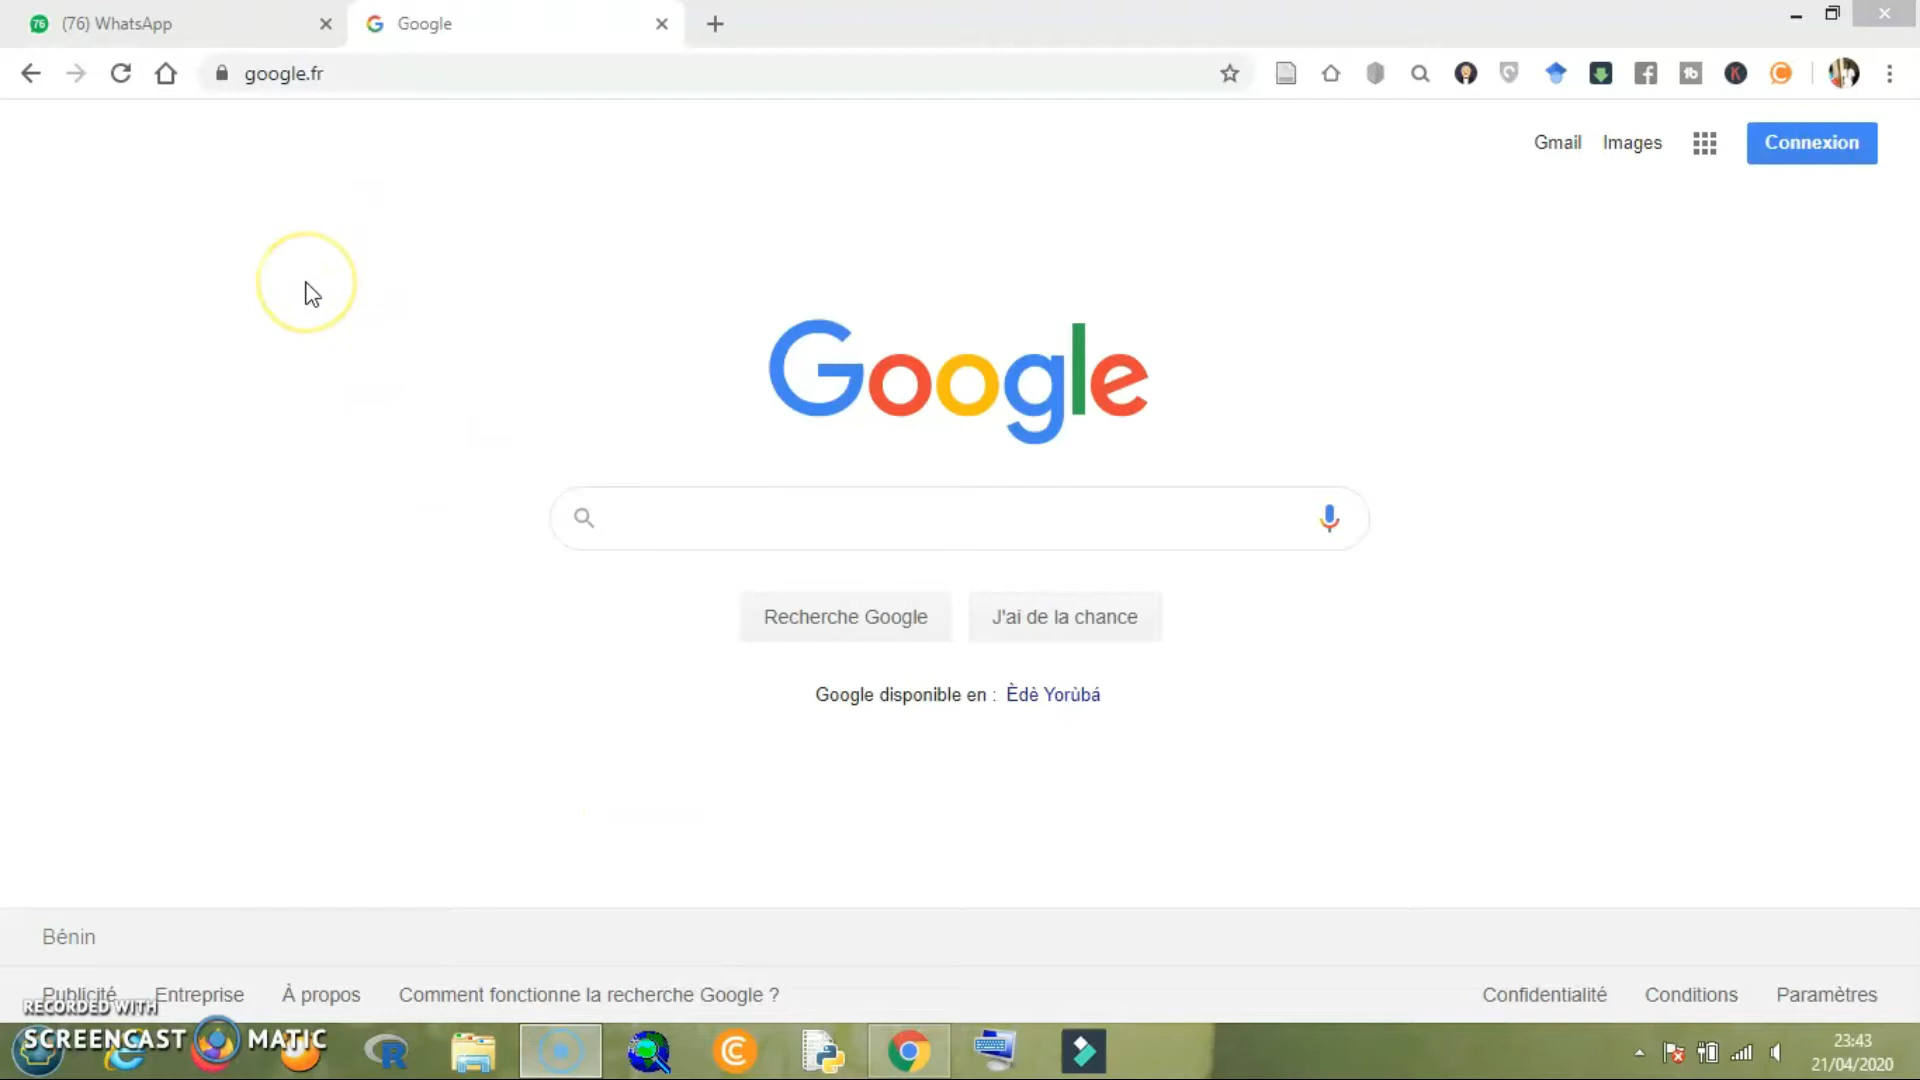 76 (76) WhatsApp
Google
google.fr
Gmail Images Connexion
Google
Recherche Google J'ai de la chance
Google disponible en : Èdè Yorùbá
Bénin
Publicité Entreprise À propos Comment fonctionne la recherche Google ? Confidentialité Conditions Paramètres
RECORDED WITH
SCREENCAST MATIC
23:43
21/04/2020